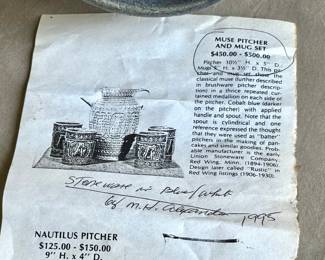 MUSE PITCHER
AND MUG SET
$450.00 - $500.00
Pitcher 10½" H. x 5" D.
Mugs 5" H. x 3½" D. This pit-
cher and mug set show the
classical muse (further described
in brushware pitcher descrip-
tion) in a thrice repeated cur-
tained medallion on each side of
the pitcher. Cobalt blue (darker
on the pitcher) with applied
handle and spout. Note that the
spout is cylindrical and one
reference expressed the thought
that they were used as "batter"
pitchers in the making of pan-
cakes and similar goodies. Prob-
able manufacturer is the early
Union Stoneware Company,
Red Wing, Minn. (1894-1906).
Design later called "Rustic" in
Red Wing listings (1906-1930).
Stoneware in Blue/White
by M.H. 1995
NAUTILUS PITCHER
$125.00 - $150.00
9" H. x 4" D.